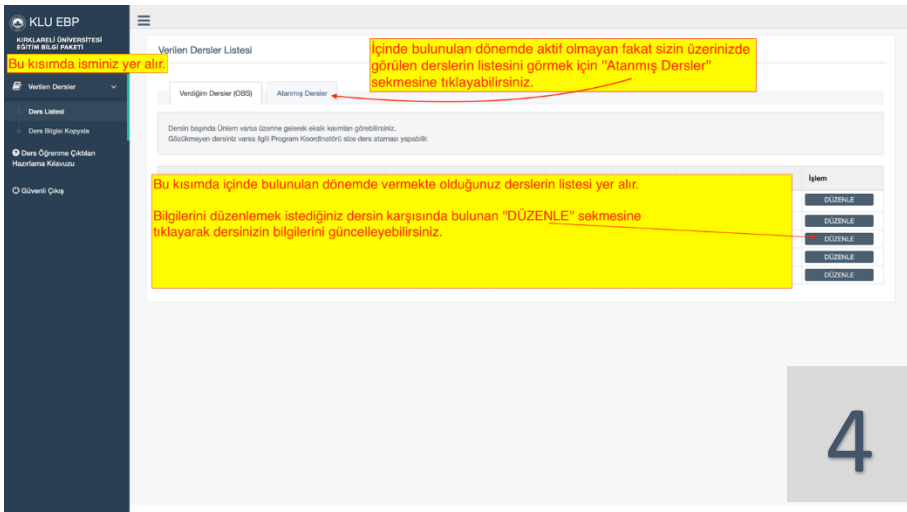 KLU EBP
KIRKLARELİ ÜNİVERSİTESİ
EĞİTİM BİLGİ PAKETİ
Bu kısımda isminiz yer alır.
Verilen Dersler
Ders Listesi
Ders Bilgisi Kopyala
Ders Öğrenme Çıktıları
Hazırlama Kılavuzu
Güvenli Çıkış
Verilen Dersler Listesi
İçinde bulunulan dönemde aktif olmayan fakat sizin üzerinizde
görülen derslerin listesini görmek için "Atanmış Dersler"
sekmesine tıklayabilirsiniz.
Verdiğim Dersler (OBS)
Atanmış Dersler
Dersin başında Ünlem varsa üzerine gelerek eksik kısımları görebilirsiniz.
Gözükmeyen dersiniz varsa ilgili Program Koordinatörü size ders ataması yapabilir.
İşlem
Bu kısımda içinde bulunulan dönemde vermekte olduğunuz derslerin listesi yer alır.
Bilgilerini düzenlemek istediğiniz dersin karşısında bulunan "DÜZENLE" sekmesine
tıklayarak dersinizin bilgilerini güncelleyebilirsiniz.
DÜZENLE
DÜZENLE
DÜZENLE
DÜZENLE
DÜZENLE
4